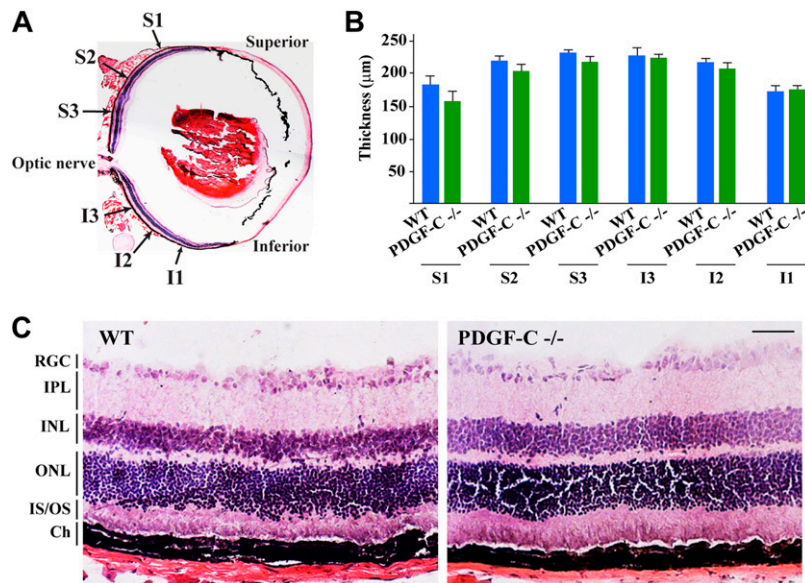 A
S1
Superior
S2
S3
Optic nerve
I3
I2
I1
Inferior
B
Thickness (μm)
250
200
150
100
50
WT
PDGF-C -/-
WT
PDGF-C -/-
WT
PDGF-C -/-
WT
PDGF-C -/-
WT
PDGF-C -/-
WT
PDGF-C -/-
S1 S2 S3 I3 I2 I1
C
WT
PDGF-C -/-
RGC
IPL
INL
ONL
IS/OS
Ch